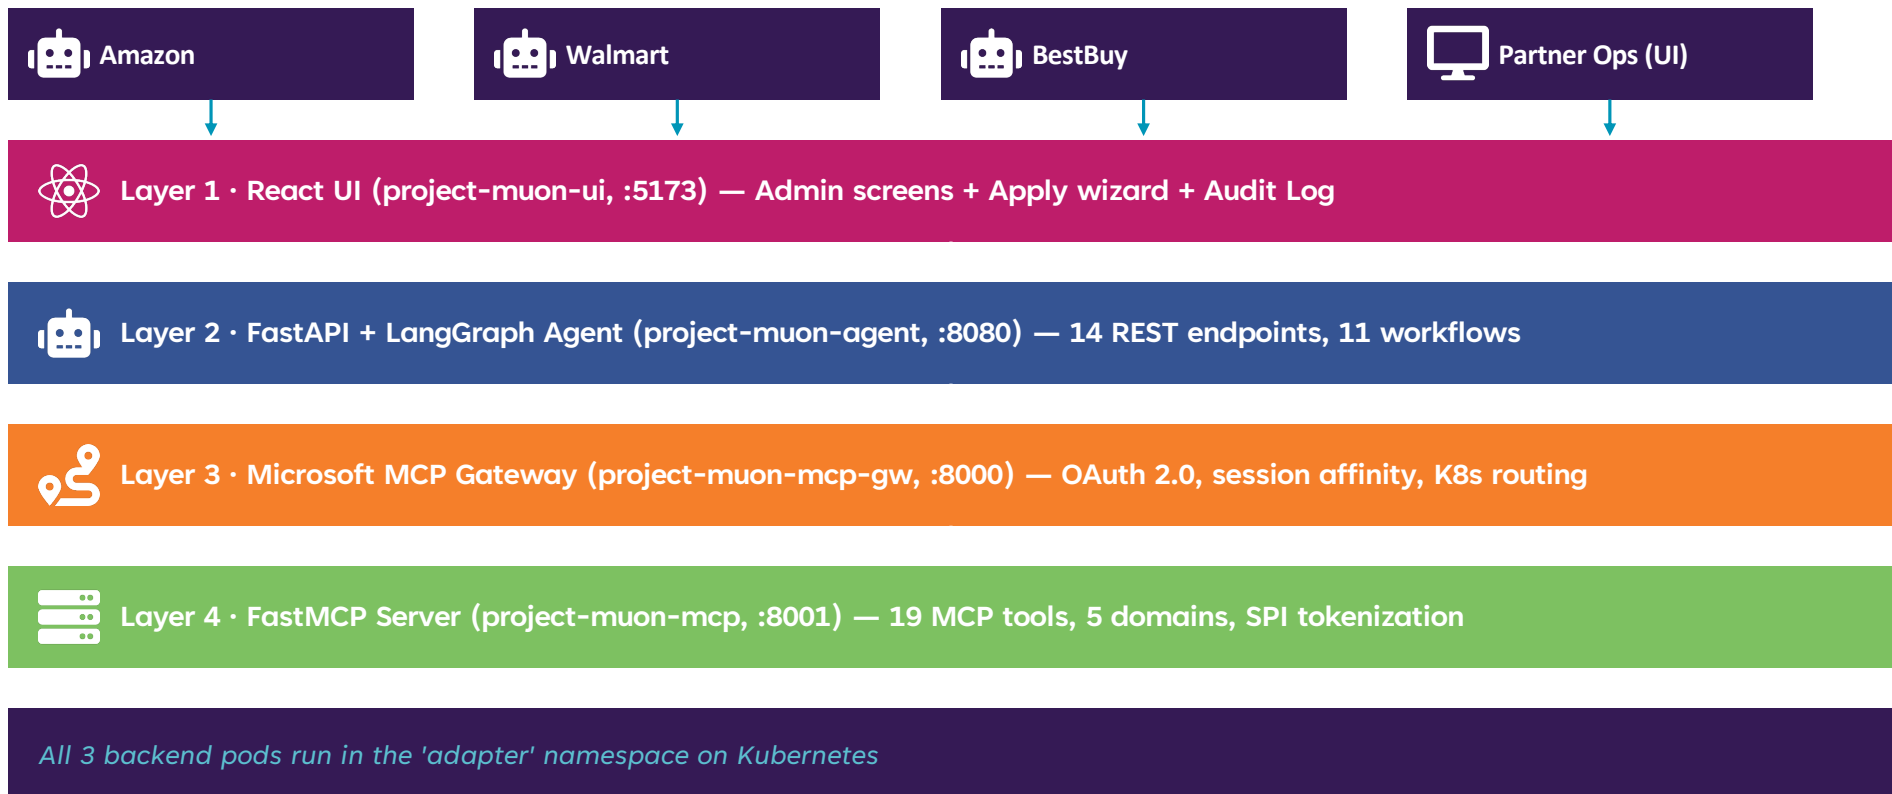 Amazon
Walmart
BestBuy
Partner Ops (UI)
Layer 1 · React UI (project-muon-ui, :5173) — Admin screens + Apply wizard + Audit Log
Layer 2 · FastAPI + LangGraph Agent (project-muon-agent, :8080) — 14 REST endpoints, 11 workflows
Layer 3 · Microsoft MCP Gateway (project-muon-mcp-gw, :8000) — OAuth 2.0, session affinity, K8s routing
Layer 4 · FastMCP Server (project-muon-mcp, :8001) — 19 MCP tools, 5 domains, SPI tokenization
All 3 backend pods run in the 'adapter' namespace on Kubernetes